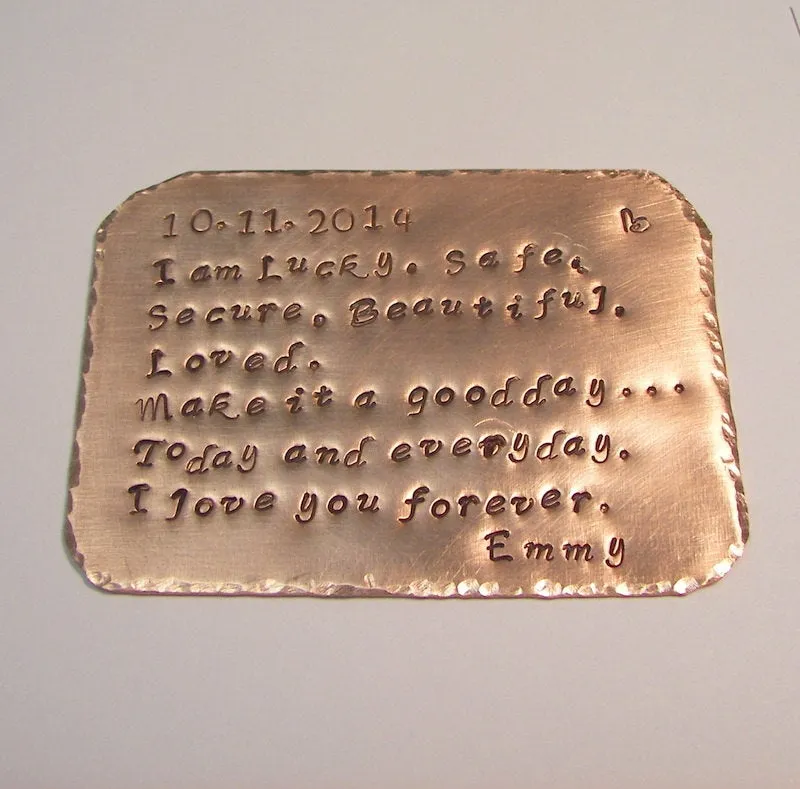 10.11.2014
I am Lucky. Safe.
Secure. Beautiful.
Loved.
Make it a goodday...
Today and everyday.
I love you forever.
Emmy